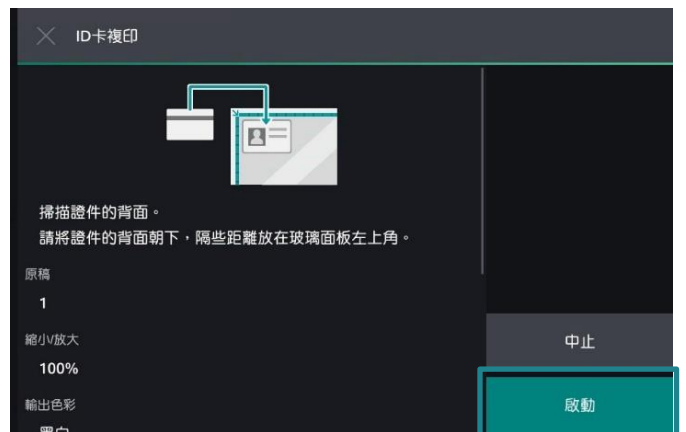 ID卡複印
掃描證件的背面。
請將證件的背面朝下，隔些距離放在玻璃面板左上角。
原稿
1
縮小/放大
100%
輸出色彩
黑白
中止
啟動